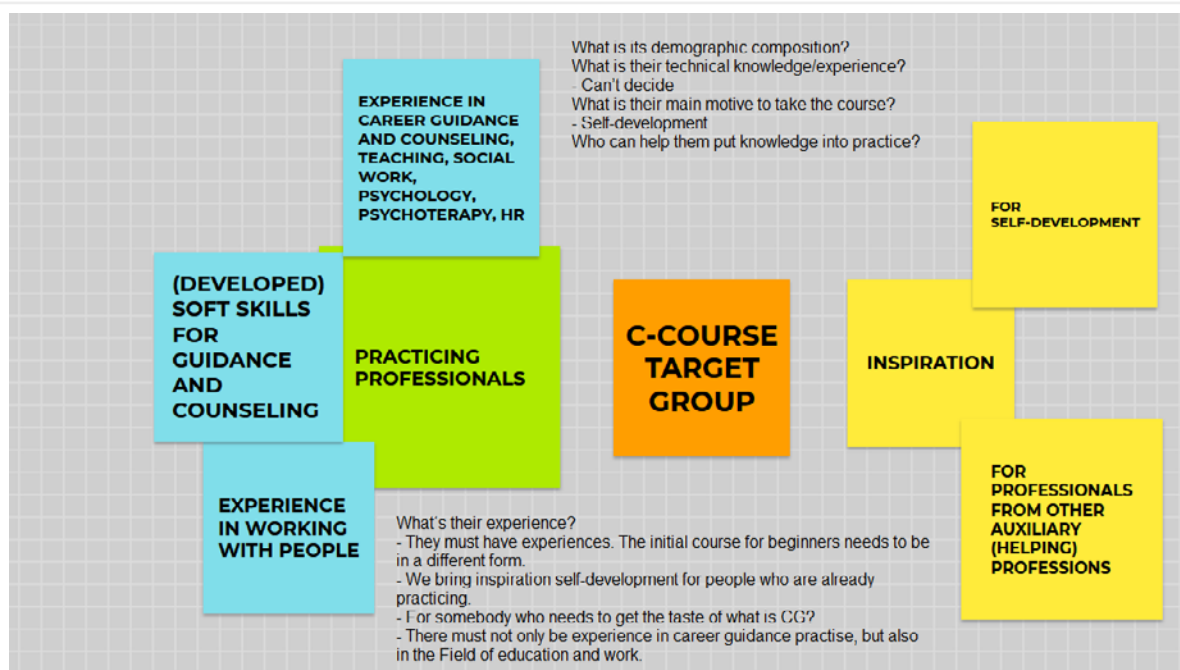 What is its demographic composition?
What is their technical knowledge/experience?
- Can't decide
What is their main motive to take the course?
- Self-development
Who can help them put knowledge into practice?
EXPERIENCE IN
CAREER GUIDANCE
AND COUNSELING,
TEACHING, SOCIAL
WORK,
PSYCHOLOGY,
PSYCHOTERAPY, HR
(DEVELOPED)
SOFT SKILLS
FOR
GUIDANCE
AND
COUNSELING
PRACTICING
PROFESSIONALS
EXPERIENCE
IN WORKING
WITH PEOPLE
C-COURSE
TARGET
GROUP
INSPIRATION
FOR
SELF-DEVELOPMENT
FOR
PROFESSIONALS
FROM OTHER
AUXILIARY
(HELPING)
PROFESSIONS
What's their experience?
- They must have experiences. The initial course for beginners needs to be
in a different form.
- We bring inspiration self-development for people who are already
practicing.
- For somebody who needs to get the taste of what is CG?
- There must not only be experience in career guidance practise, but also
in the Field of education and work.